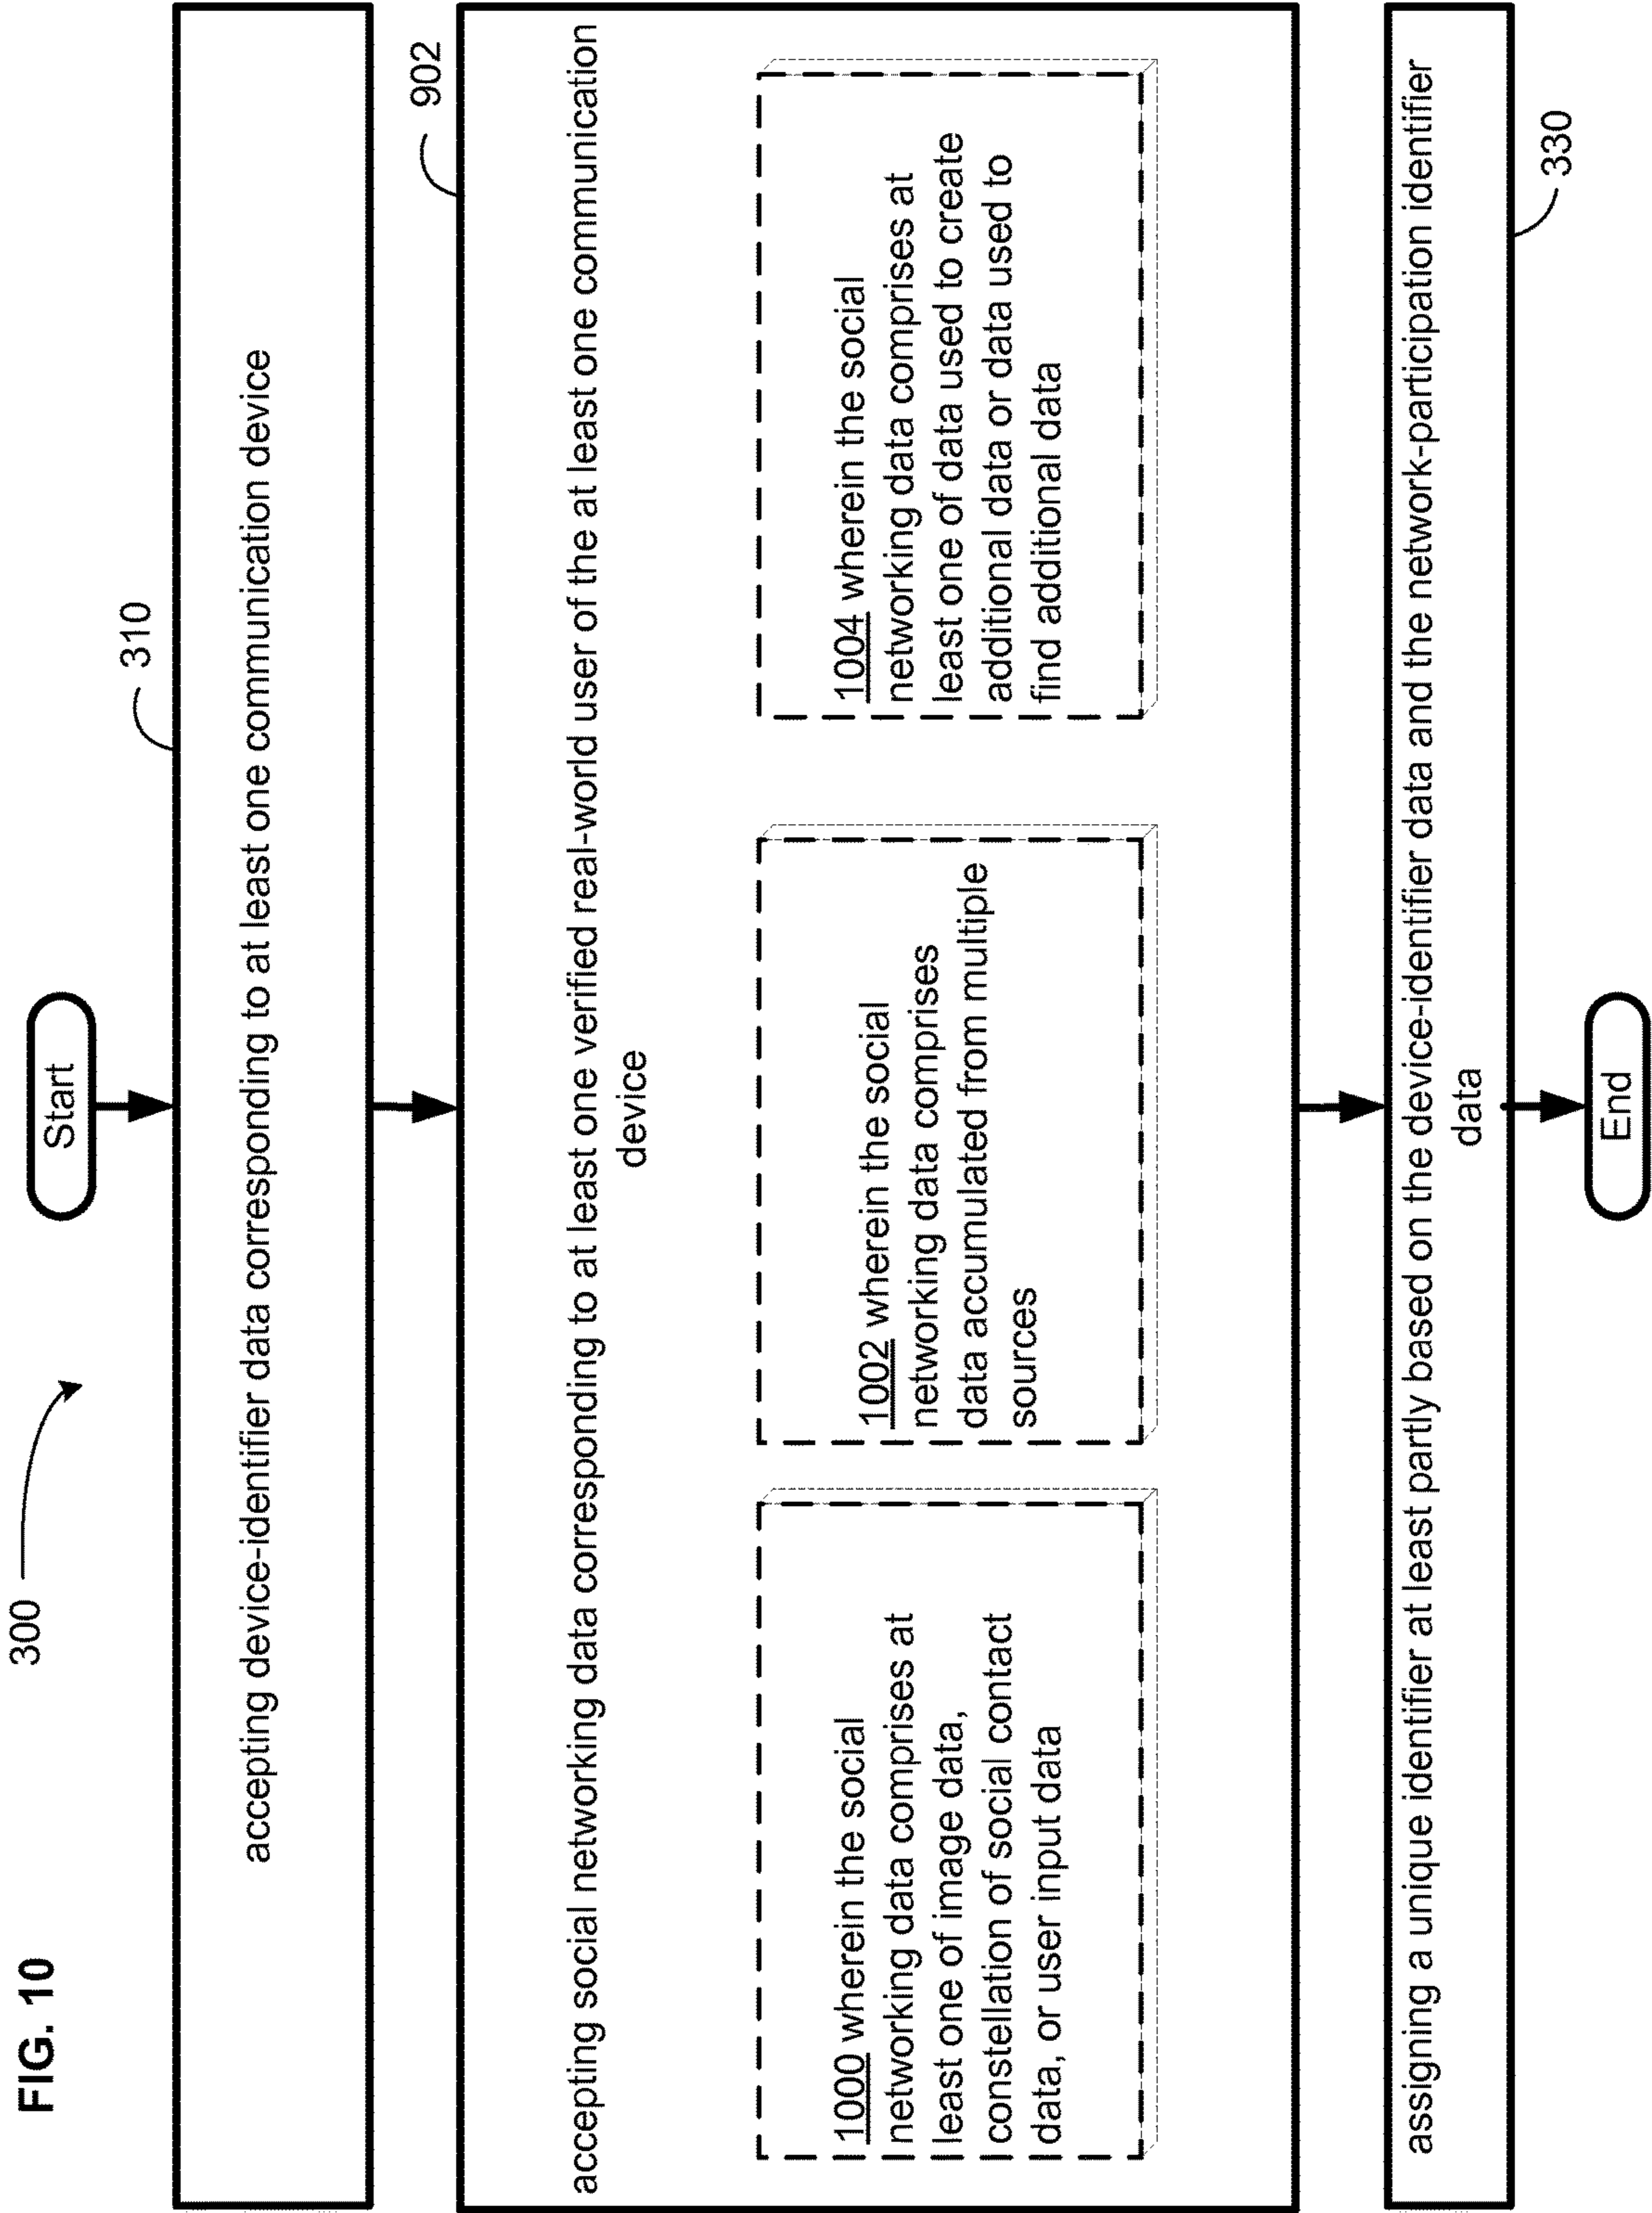 FIG. 10
300
Start
310
accepting device-identifier data corresponding to at least one communication device
902
accepting social networking data corresponding to at least one verified real-world user of the at least one communication
device
1000 wherein the social
networking data comprises at
least one of image data,
constellation of social contact
data, or user input data
1002 wherein the social
networking data comprises
data accumulated from multiple
sources
1004 wherein the social
networking data comprises at
least one of data used to create
additional data or data used to
find additional data
assigning a unique identifier at least partly based on the device-identifier data and the network-participation identifier
data
330
End